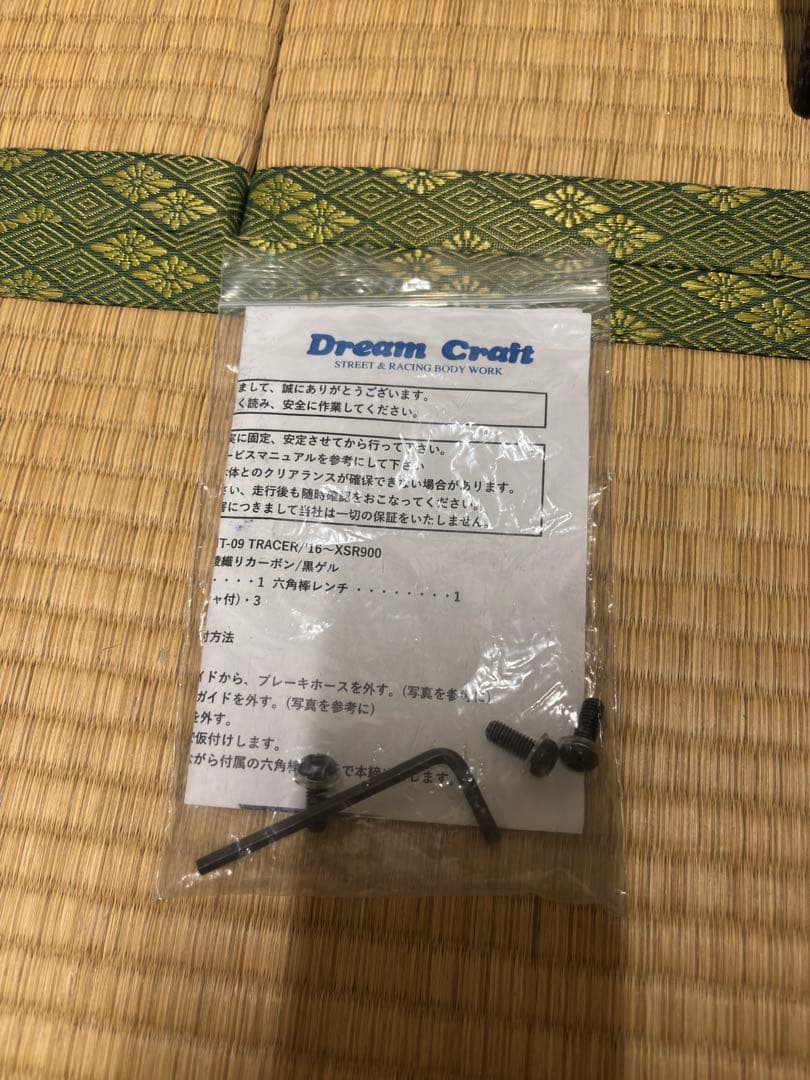 Dream Craft
STREET & RACING BODY WORK
まして、誠にありがとうございます。
く読み、安全に作業してください。
実に固定、安定させてから行って下さい。
ービスマニュアルを参考にして下さい
体とのクリアランスが確保できない場合があります。
さい、走行後も随時確認をおこなってください。
害につきまして当社は一切の保証をいたしません。
T-09 TRACER/'16～XSR900
綾織りカーボン/黒ゲル
・・・・1 六角棒レンチ・・・・・・・・・1
ャ付)・3
付方法
イドから、ブレーキホースを外す。(写真を参考に)
ガイドを外す。(写真を参考に)
を外す。
で仮付けします。
ながら付属の六角棒
で本締
します